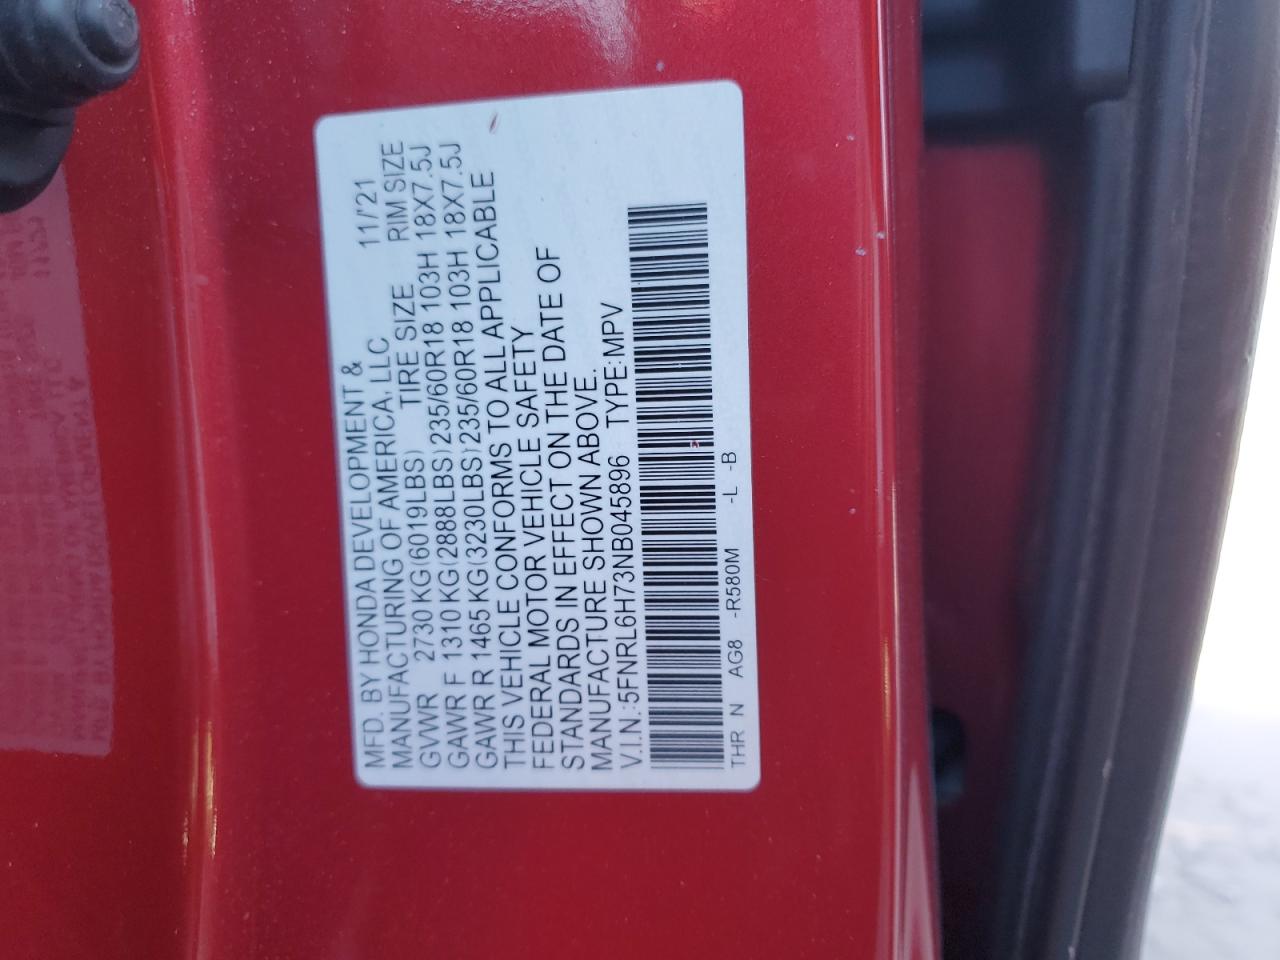 MFD. BY HONDA DEVELOPMENT &
MANUFACTURING OF AMERICA, LLC 11/'21
GVWR 2730 KG(6019LBS) TIRE SIZE RIM SIZE
GAWR F 1310 KG(2888LBS) 235/60R18 103H 18X7.5J
GAWR R 1465 KG(3230LBS) 235/60R18 103H 18X7.5J
THIS VEHICLE CONFORMS TO ALL APPLICABLE
FEDERAL MOTOR VEHICLE SAFETY
STANDARDS IN EFFECT ON THE DATE OF
MANUFACTURE SHOWN ABOVE.
V.I.N.:5FNRL6H73NB045896 TYPE:MPV
THR N AG8 -R580M -L -B